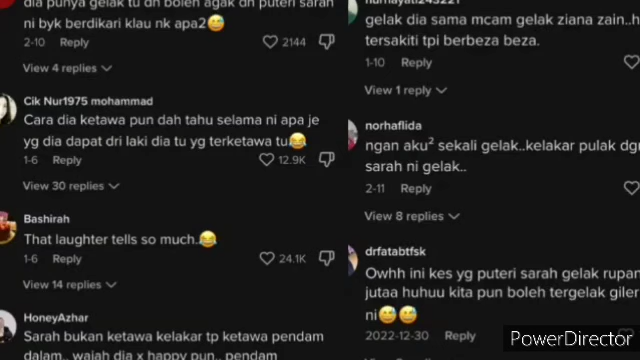 dia punya gelak tu dh boleh agak dh puteri sarah
ni byk berdikari klau nk apa2😅
2-10 Reply 2144
View 4 replies
Cik Nur1975 mohammad
Cara dia ketawa pun dah tahu selama ni apa je
yg dia dapat dri laki dia tu yg terketawa tu😂
1-6 Reply 12.9K
View 30 replies
Bashirah
That laughter tells so much..😂
1-6 Reply 24.1K
View 14 replies
HoneyAzhar
Sarah bukan ketawa kelakar tp ketawa pendam
dalam.. wajah dia x happy pun.. pendam
gelak dia sama mcam gelak ziana zain..h
tersakiti tpi berbeza beza.
1-10 Reply
View 1 reply
norhaflida
ngan aku² sekali gelak..kelakar pulak dgr
sarah ni gelak..
2-11 Reply
View 8 replies
drfatabtfsk
Owhh ini kes yg puteri sarah gelak rupan
jutaa huhuu kita pun boleh tergelak giler
ni😅😅
2022-12-30 Reply
PowerDirector